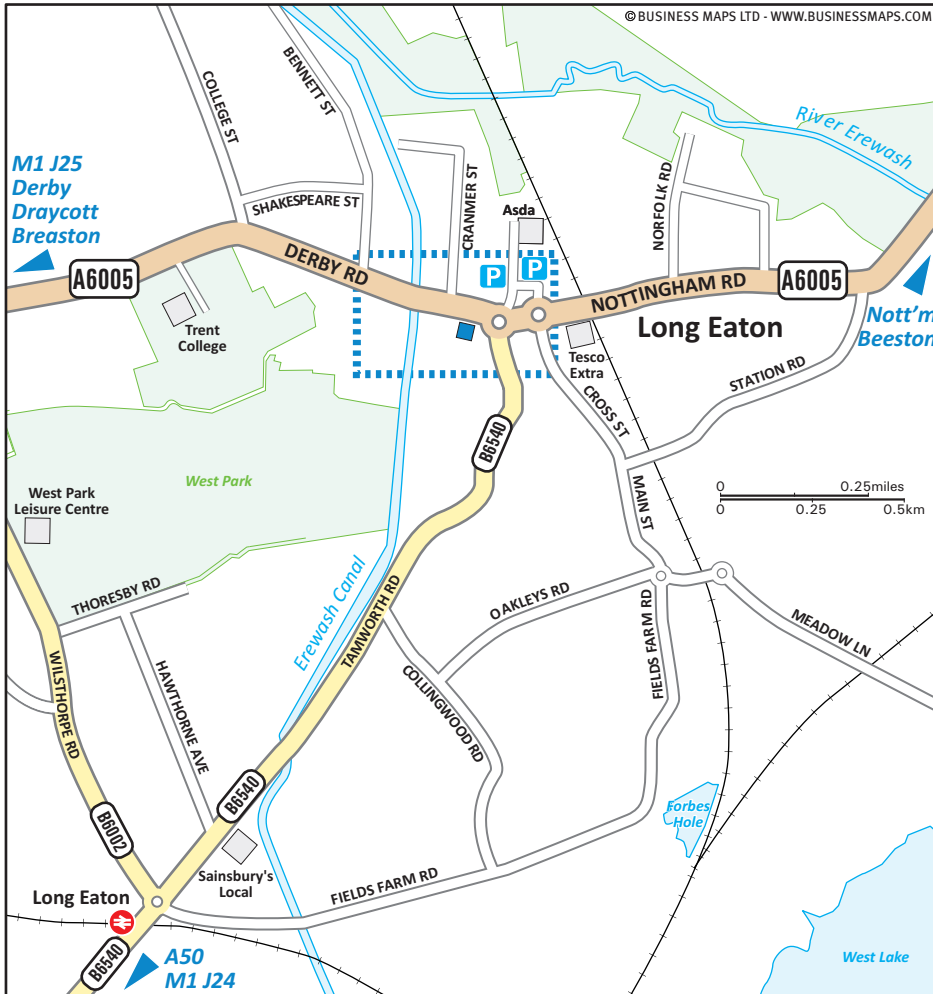 © BUSINESS MAPS LTD - WWW.BUSINESSMAPS.COM
COLLEGE ST
BENNETT ST
River Erewash
M1 J25
Derby
Draycott
Breaston
SHAKESPEARE ST
CRANMER ST
Asda
NORFOLK RD
A6005
DERBY RD
P
P
NOTTINGHAM RD
A6005
Trent
College
Long Eaton
Nott'm
Beeston
Tesco
Extra
STATION RD
CROSS ST
B6540
West Park
West Park
Leisure Centre
MAIN ST
0 0.25miles
0 0.25 0.5km
THORESBY RD
Erewash Canal
TAMWORTH RD
OAKLEYS RD
FIELDS FARM RD
MEADOW LN
WILSTHORPE RD
HAWTHORNE AVE
COLLINGWOOD RD
B6540
B6002
Forbes
Hole
Sainsbury's
Local
FIELDS FARM RD
Long Eaton
B6540
A50
M1 J24
West Lake